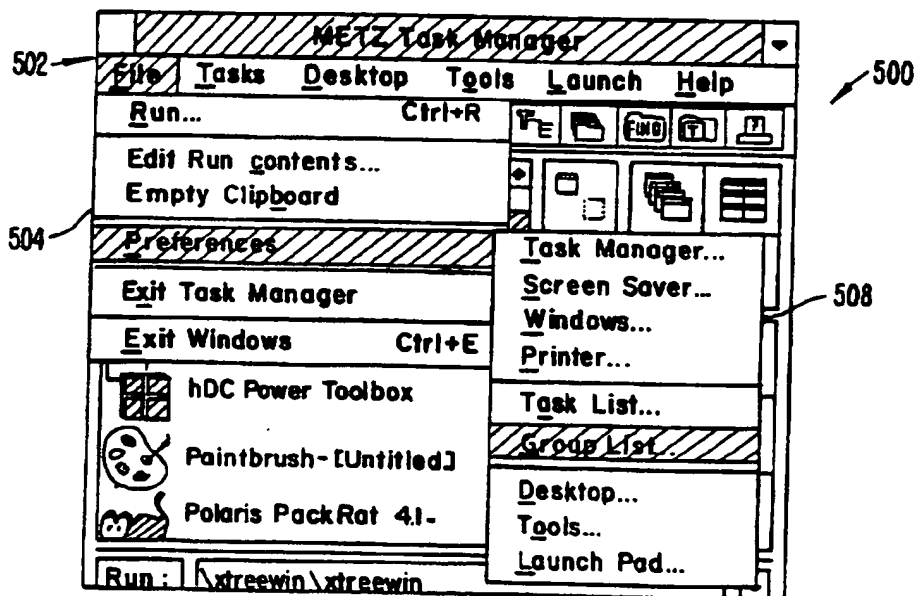 METZ Task Manager
502
500
File Tasks Desktop Tools Launch Help
Run... Ctrl+R
FIND T ?
Edit Run contents...
Empty Clipboard
504
Preferences
Task Manager...
Exit Task Manager
Screen Saver...
508
Windows...
Exit Windows Ctrl+E
Printer...
hDC Power Toolbox
Task List...
Group List..
Paintbrush-[Untitled]
Desktop...
Polaris PackRat 4.1-
Tools...
Launch Pad...
Run: \xtreewin\xtreewin